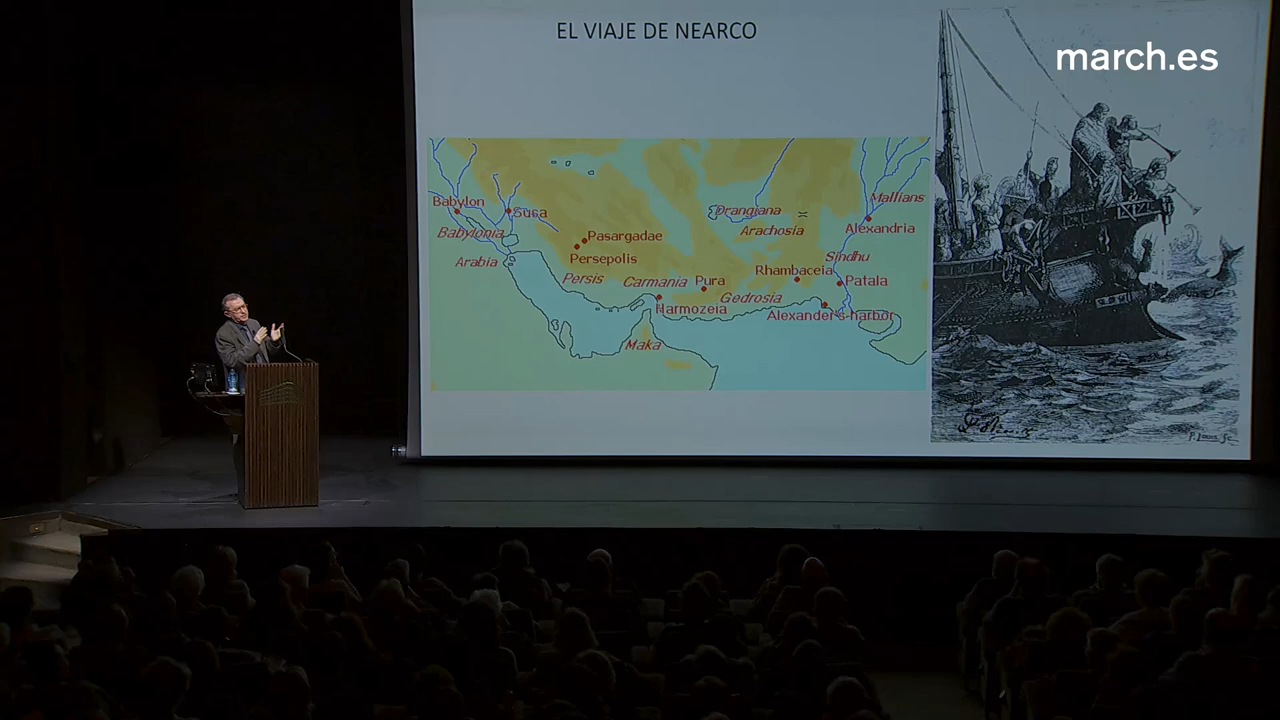 EL VIAJE DE NEARCO
march.es
Babylon
Susa
Babylonia
Arabia
Pasargadae
Persepolis
Persis
Carmania
Pura
Harmozeia
Gedrosia
Maka
Drangiana
Arachosia
Mallians
Alexandria
Sindhu
Rhambaceia
Patala
Alexander's harbor